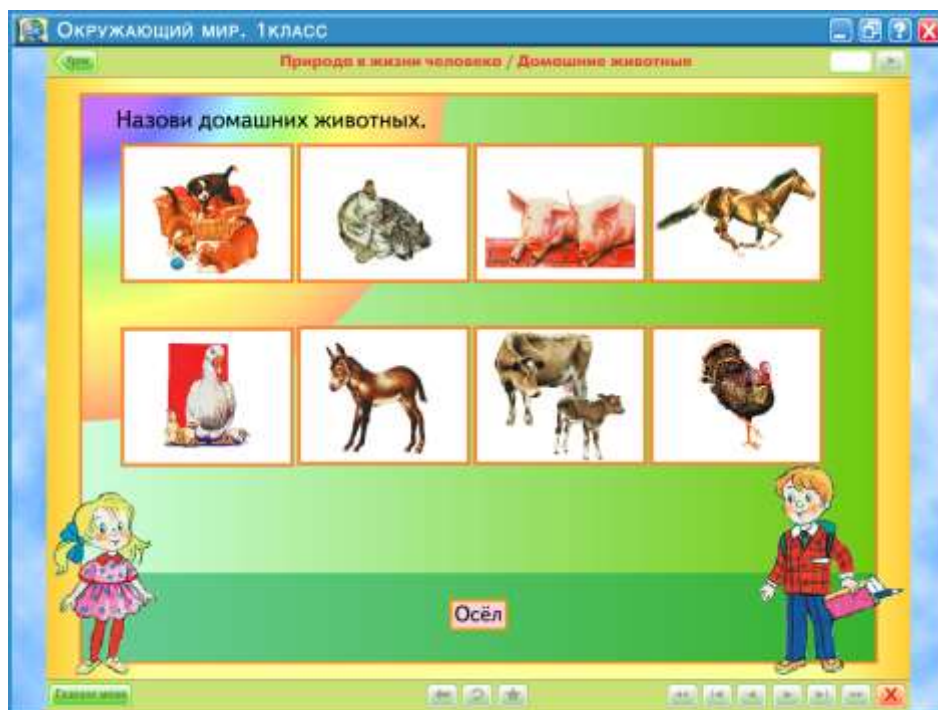 Окружающий мир. 1класс
Природа в жизни человека / Домашние животные
Назови домашних животных.
Осёл